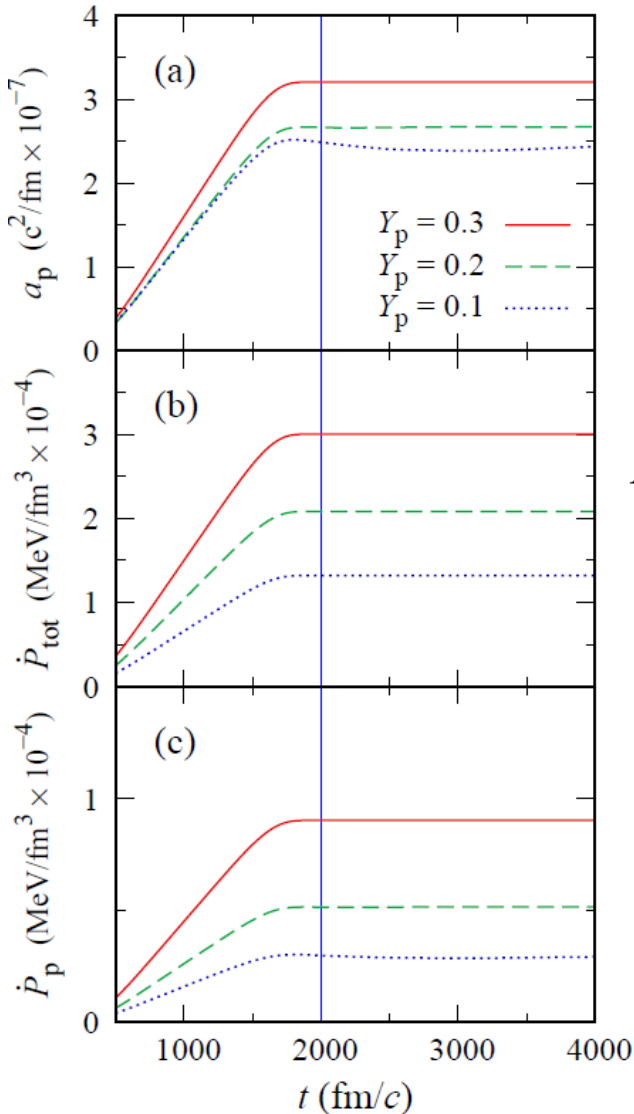 4
(a)
3
2
1
0
a_p (c²/fm × 10⁻⁷)
Y_p = 0.3
Y_p = 0.2
Y_p = 0.1
(b)
3
2
1
0
Ṗ_tot (MeV/fm³ × 10⁻⁴)
(c)
1
0
Ṗ_p (MeV/fm³ × 10⁻⁴)
1000 2000 3000 4000
t (fm/c)